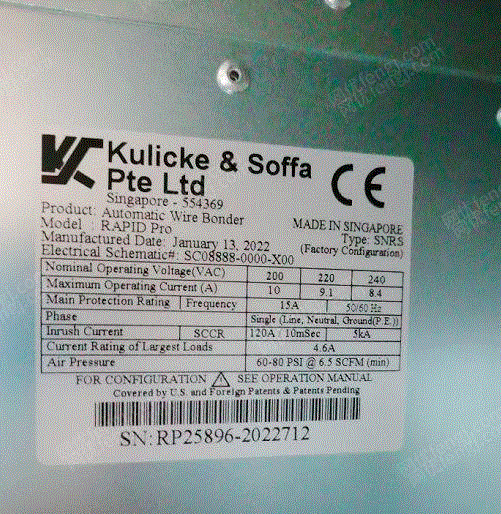 Kulicke & Soffa
Pte Ltd
Singapore - 554369
Product: Automatic Wire Bonder
Model : RAPID Pro
Manufactured Date: January 13, 2022
Electrical Schematic#: SC08888-0000-X00
CE
MADE IN SINGAPORE
Type: SNRS
(Factory Configuration)
Nominal Operating Voltage(VAC) 200 220 240
Maximum Operating Current (A) 10 9.1 8.4
Main Protection Rating Frequency 15A 50/60 Hz
Phase Single (Line, Neutral, Ground(P.E.))
Inrush Current SCCR 120A / 10mSec 5kA
Current Rating of Largest Loads 4.6A
Air Pressure 60-80 PSI @ 6.5 SCFM (min)
FOR CONFIGURATION SEE OPERATION MANUAL
Covered by U.S. and Foreign Patents & Patents Pending
SN: RP25896-2022712